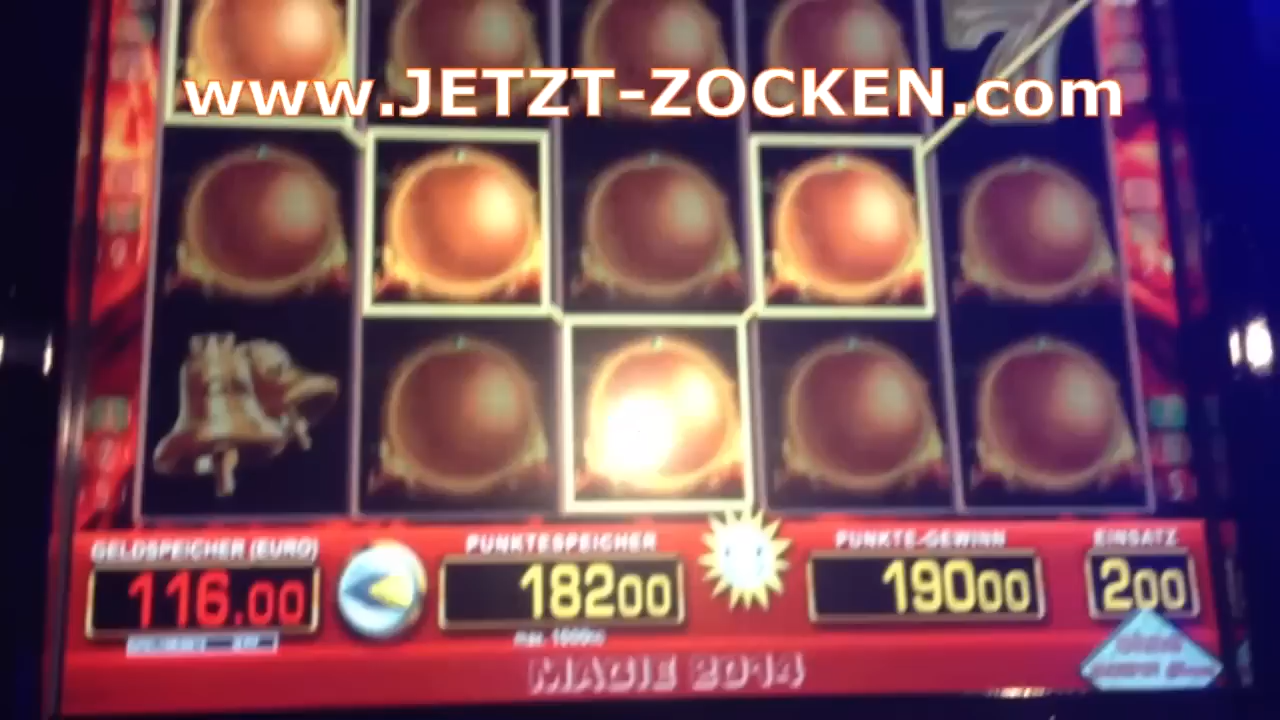 www.JETZT-ZOCKEN.com
GELDSPEICHER (EURO) PUNKTESPEICHER PUNKTE-GEWINN EINSATZ
116.00 18200 19000 200
MAGIE 2014